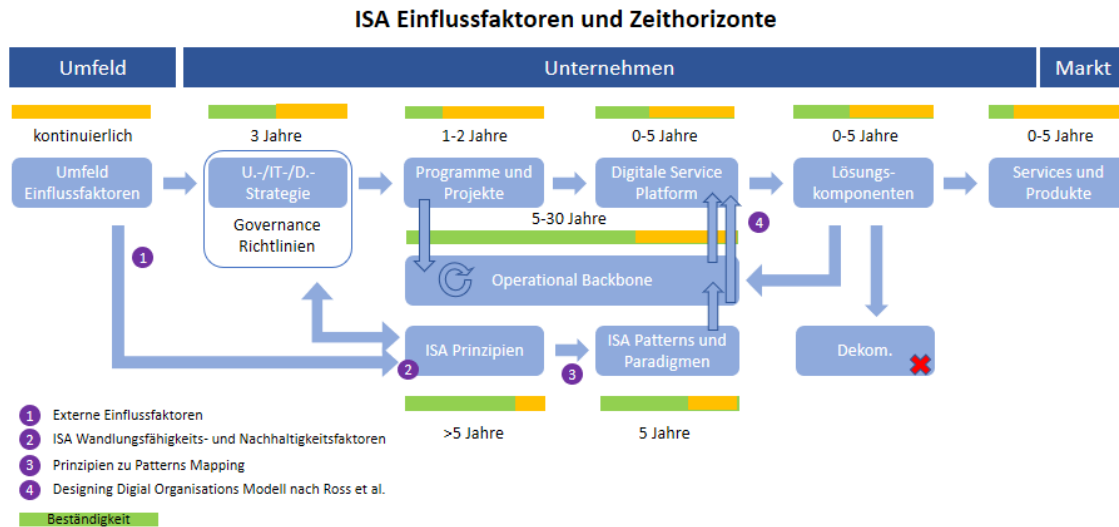 ISA Einflussfaktoren und Zeithorizonte
Umfeld
Unternehmen
Markt
kontinuierlich
3 Jahre
1-2 Jahre
0-5 Jahre
0-5 Jahre
0-5 Jahre
Umfeld
Einflussfaktoren
U.-/IT-/D.-
Strategie
Programme und
Projekte
Digitale Service
Platform
Lösungs-
komponenten
Services und
Produkte
Governance
Richtlinien
5-30 Jahre
4
1
Operational Backbone
ISA Prinzipien
ISA Patterns und
Paradigmen
Dekom.
2
3
>5 Jahre
5 Jahre
1 Externe Einflussfaktoren
2 ISA Wandlungsfähigkeits- und Nachhaltigkeitsfaktoren
3 Prinzipien zu Patterns Mapping
4 Designing Digial Organisations Modell nach Ross et al.
Beständigkeit